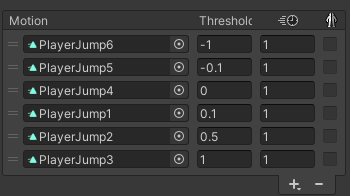 Motion Threshold
PlayerJump6 -1 1
PlayerJump5 -0.1 1
PlayerJump4 0 1
PlayerJump1 0.1 1
PlayerJump2 0.5 1
PlayerJump3 1 1
+ −